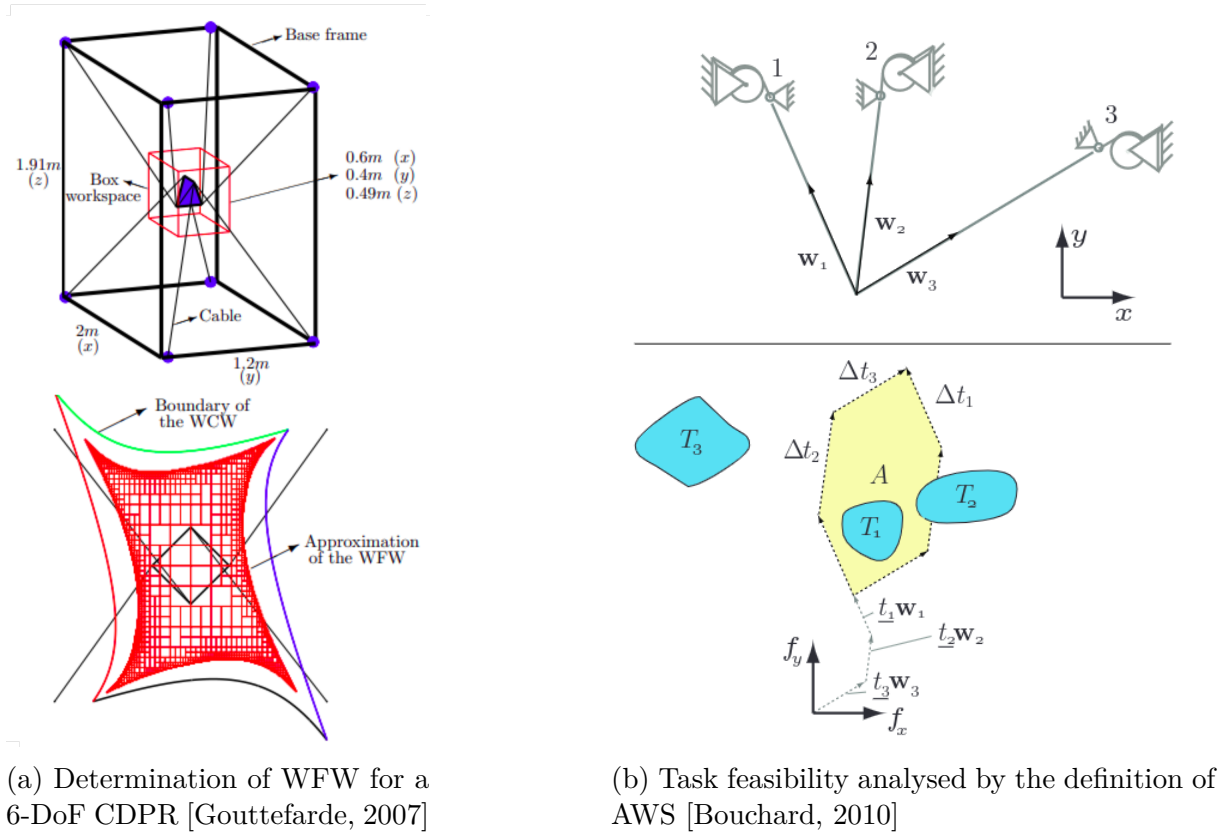 Base frame
1.91m
(z)
Box
workspace
0.6m (x)
0.4m (y)
0.49m (z)
Cable
2m
(x)
1.2m
(y)
Boundary of
the WCW
Approximation
of the WFW
(a) Determination of WFW for a
6-DoF CDPR [Gouttefarde, 2007]
1
2
3
w₁
w₂
w₃
y
x
Δt₃
Δt₁
Δt₂
T₃
A
T₂
T₁
t₁w₁
t₂w₂
t₃w₃
f_y
f_x
(b) Task feasibility analysed by the definition of
AWS [Bouchard, 2010]